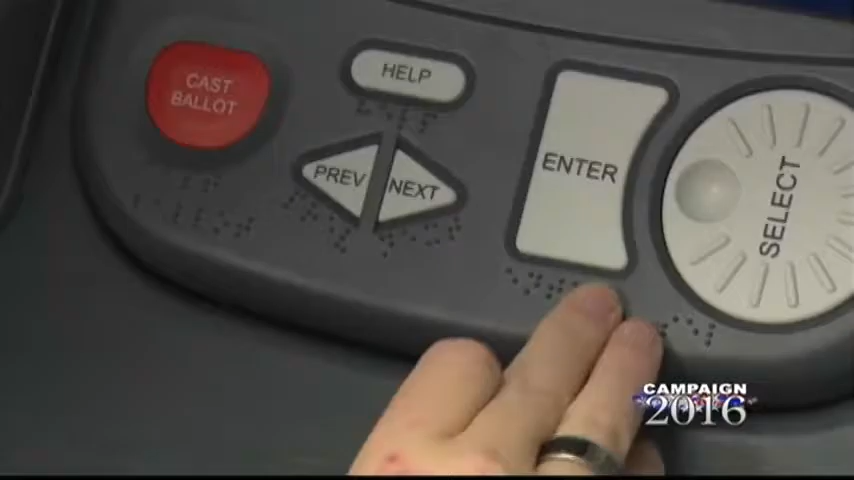 CAST
BALLOT
HELP
PREV
NEXT
ENTER
SELECT
CAMPAIGN
2016